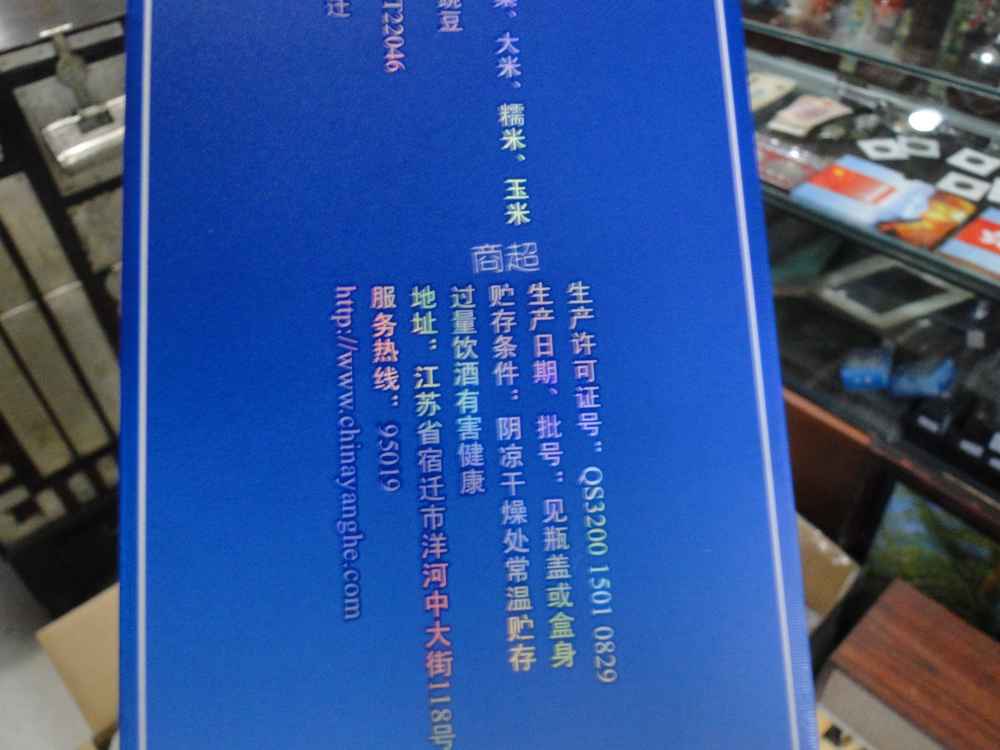 大米、糯米、玉米
豌豆
T22046
迁
商超
生产许可证号：QS3200 1501 0829
生产日期、批号：见瓶盖或盒身
贮存条件：阴凉干燥处常温贮存
过量饮酒有害健康
地址：江苏省宿迁市洋河中大街118号
服务热线：95019
http://www.chinayanghe.com